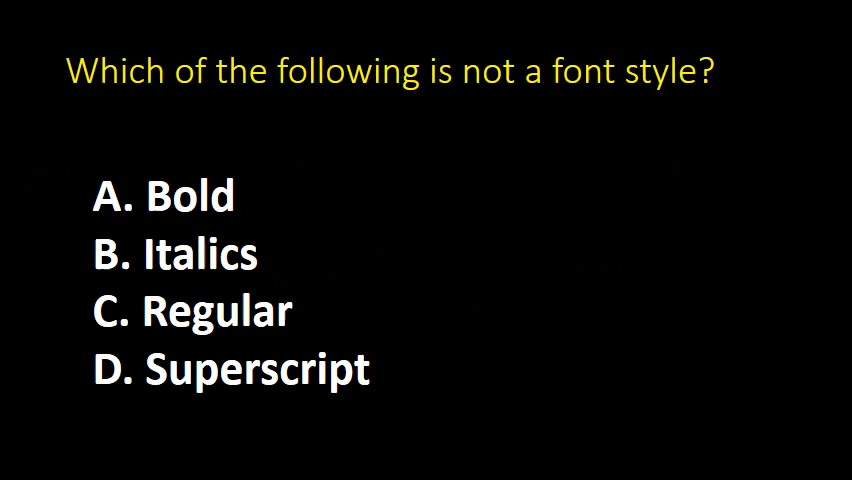 Which of the following is not a font style?
A. Bold
B. Italics
C. Regular
D. Superscript